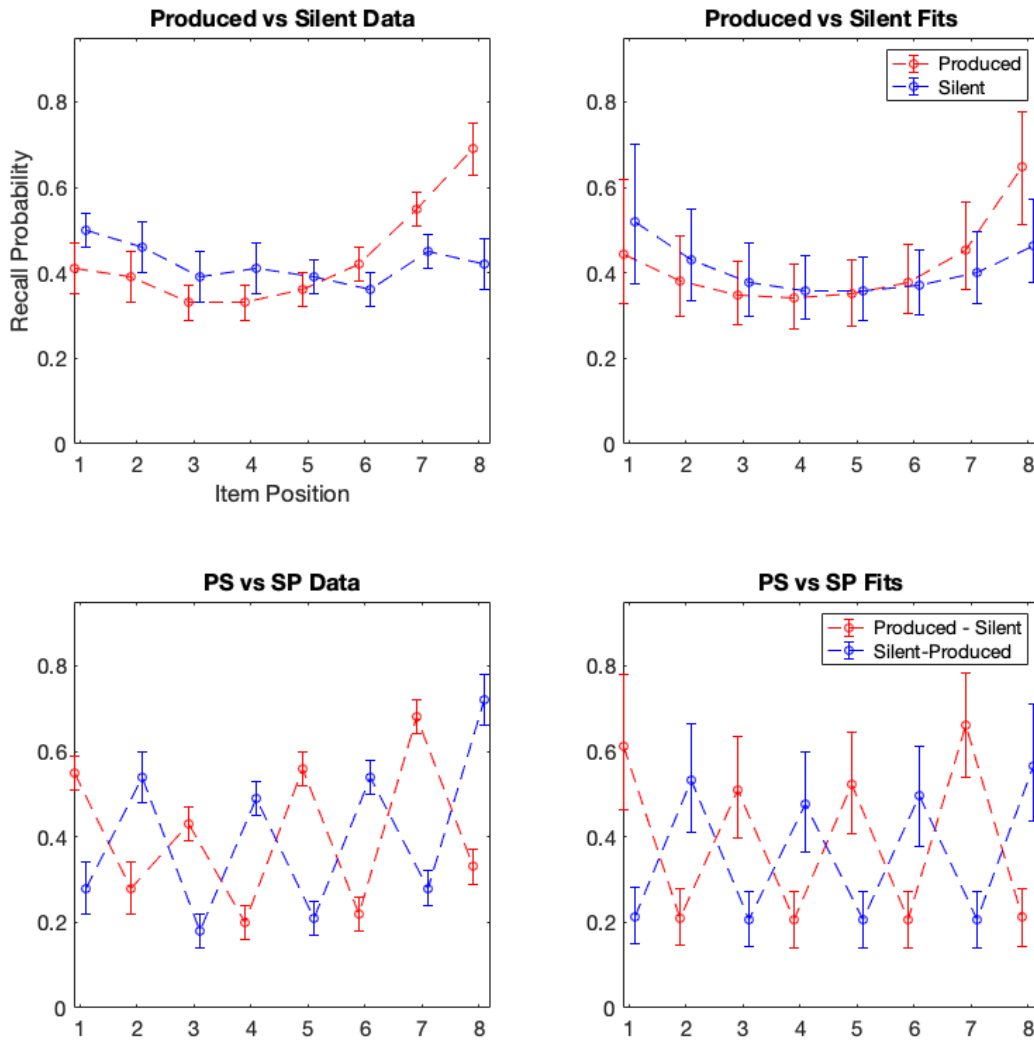 Produced vs Silent Data
Recall Probability
0.8
0.6
0.4
0.2
0
1 2 3 4 5 6 7 8
Item Position
Produced vs Silent Fits
Produced
Silent
0.8
0.6
0.4
0.2
0
1 2 3 4 5 6 7 8
PS vs SP Data
0.8
0.6
0.4
0.2
0
1 2 3 4 5 6 7 8
PS vs SP Fits
Produced - Silent
Silent-Produced
0.8
0.6
0.4
0.2
0
1 2 3 4 5 6 7 8